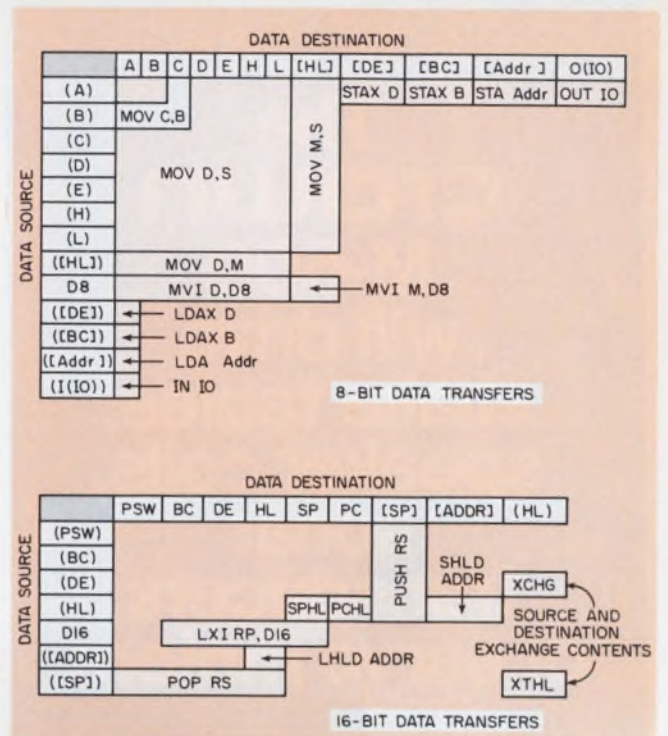 DATA DESTINATION
A B C D E H L [HL] [DE] [BC] [Addr] O(IO)
(A) STAX D STAX B STA Addr OUT IO
(B) MOV C,B
(C)
(D) MOV D,S MOV M,S
(E)
(H)
(L)
([HL]) MOV D,M
D8 MVI D,D8 MVI M,D8
([DE]) LDAX D
([BC]) LDAX B
([Addr]) LDA Addr
(I(IO)) IN IO
DATA SOURCE
8-BIT DATA TRANSFERS
DATA DESTINATION
PSW BC DE HL SP PC [SP] [ADDR] (HL)
(PSW)
(BC) PUSH RS SHLD
(DE) ADDR XCHG
(HL) SPHL PCHL
D16 LXI RP,D16
([ADDR]) LHLD ADDR
([SP]) POP RS XTHL
DATA SOURCE
SOURCE AND
DESTINATION
EXCHANGE CONTENTS
16-BIT DATA TRANSFERS